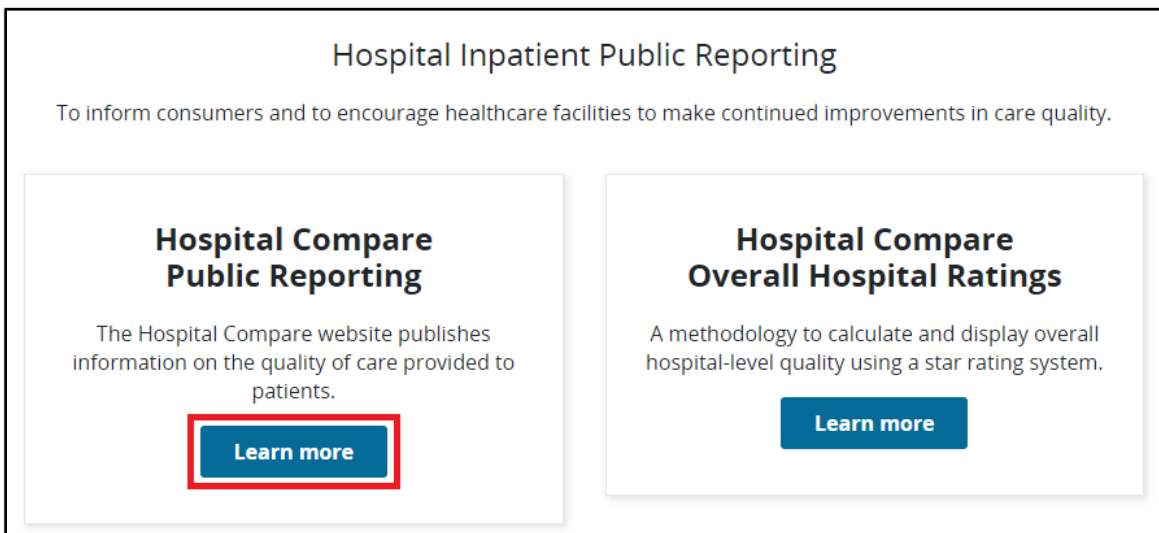 Hospital Inpatient Public Reporting
To inform consumers and to encourage healthcare facilities to make continued improvements in care quality.
Hospital Compare
Public Reporting
The Hospital Compare website publishes
information on the quality of care provided to
patients.
Learn more
Hospital Compare
Overall Hospital Ratings
A methodology to calculate and display overall
hospital-level quality using a star rating system.
Learn more